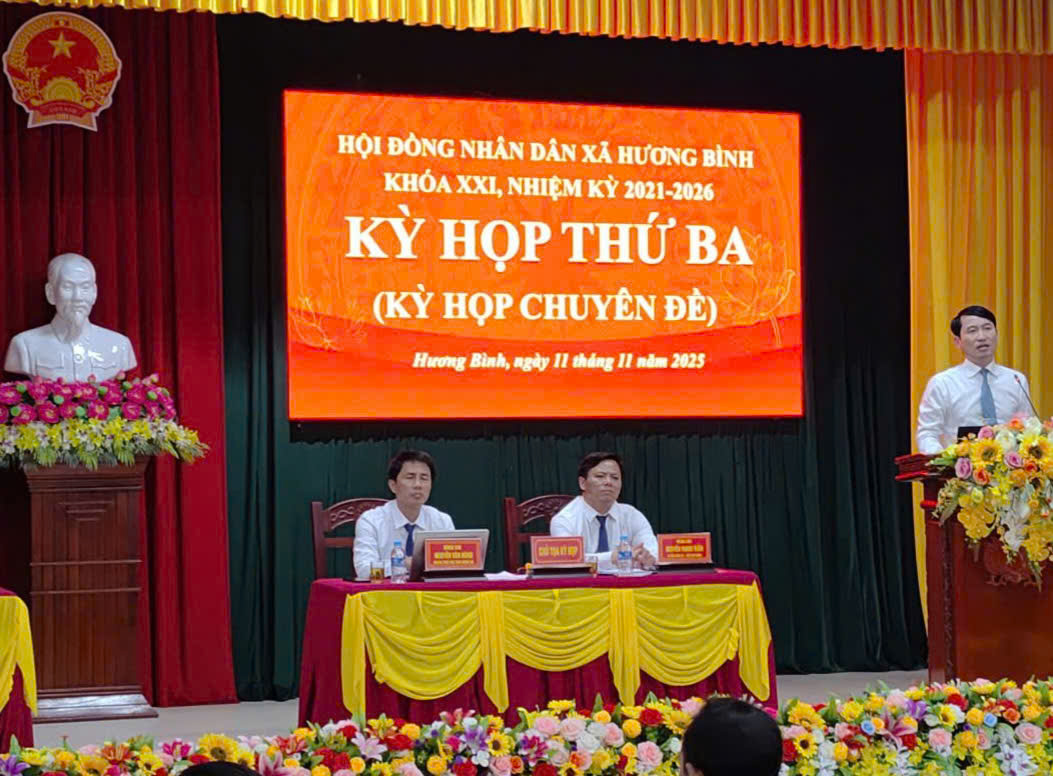 HỘI ĐỒNG NHÂN DÂN XÃ HƯƠNG BÌNH
KHÓA XXI, NHIỆM KỲ 2021-2026
KỲ HỌP THỨ BA
(KỲ HỌP CHUYÊN ĐỀ)
Hương Bình, ngày 11 tháng 11 năm 2025
CHỦ TỌA KỲ HỌP